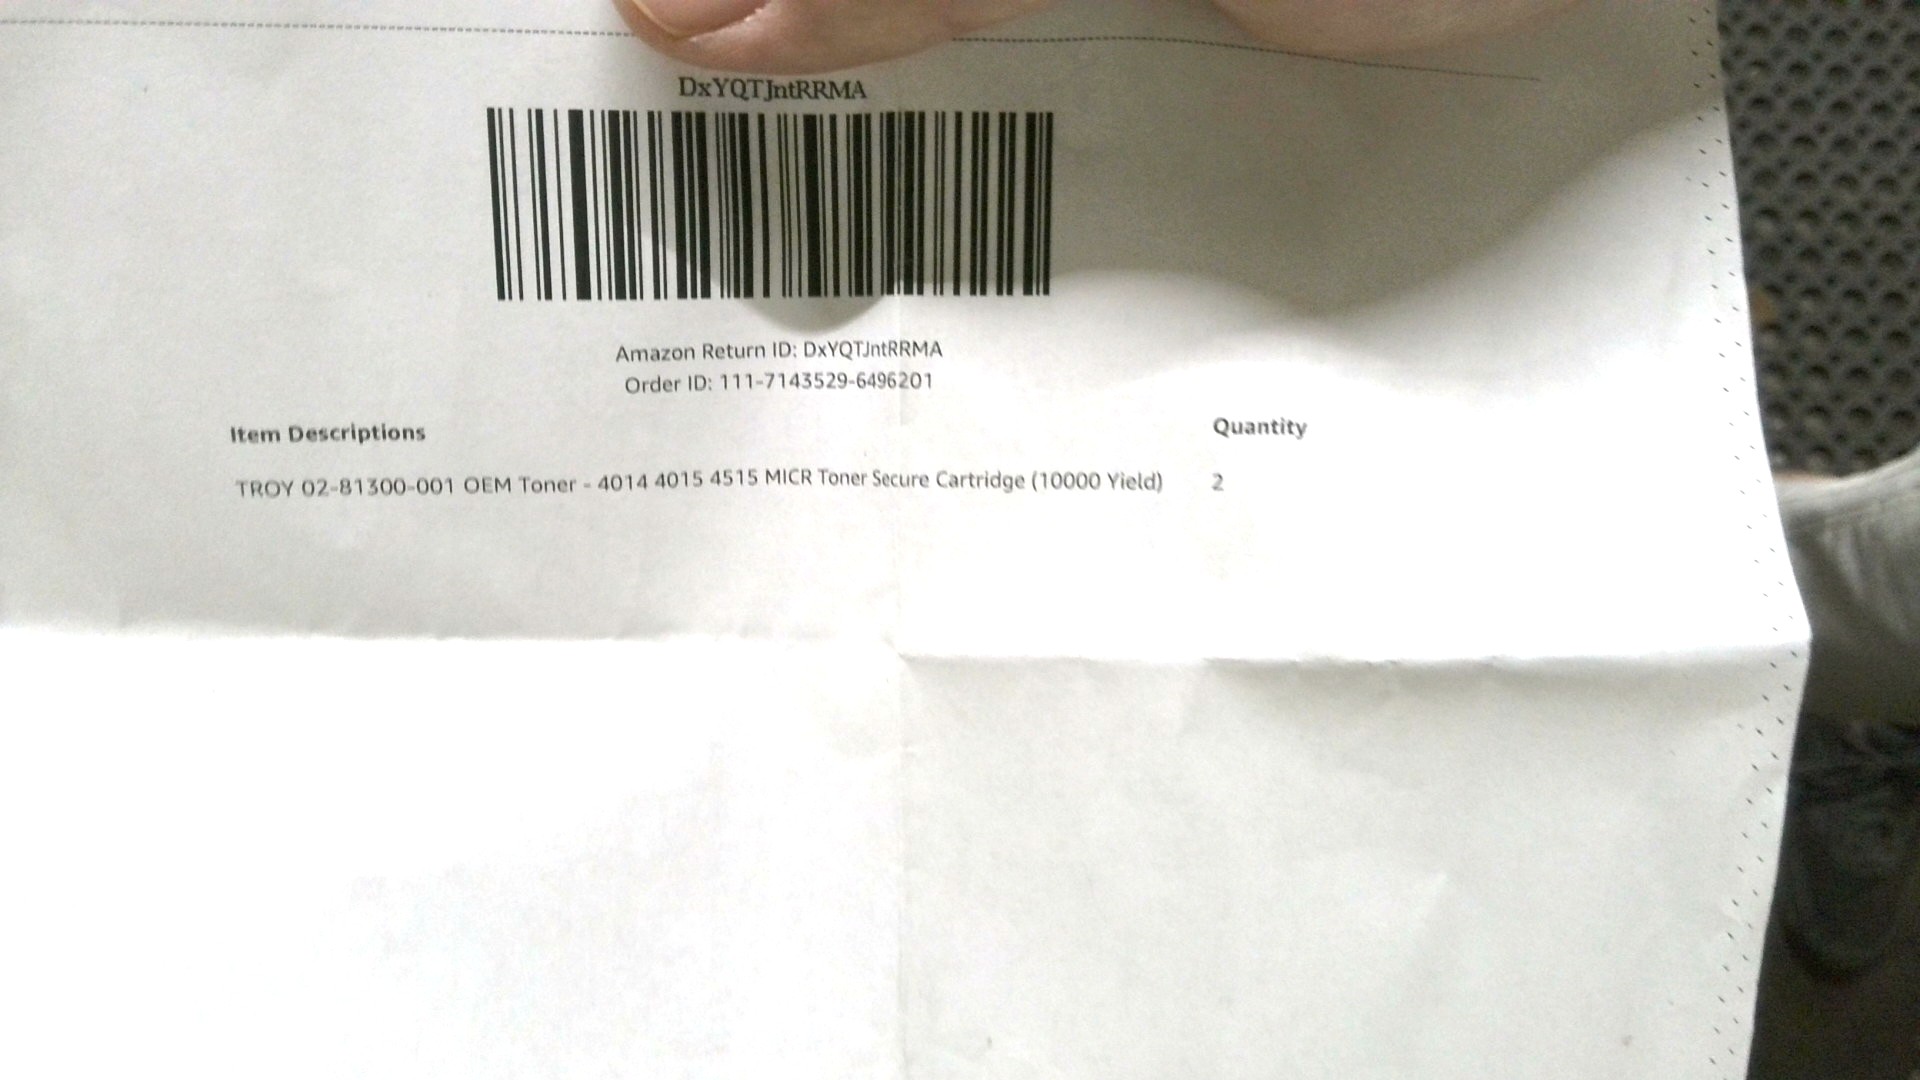 DxYQTJntRRMA
Amazon Return ID: DxYQTJntRRMA
Order ID: 111-7143529-6496201
Item Descriptions Quantity
TROY 02-81300-001 OEM Toner - 4014 4015 4515 MICR Toner Secure Cartridge (10000 Yield) 2